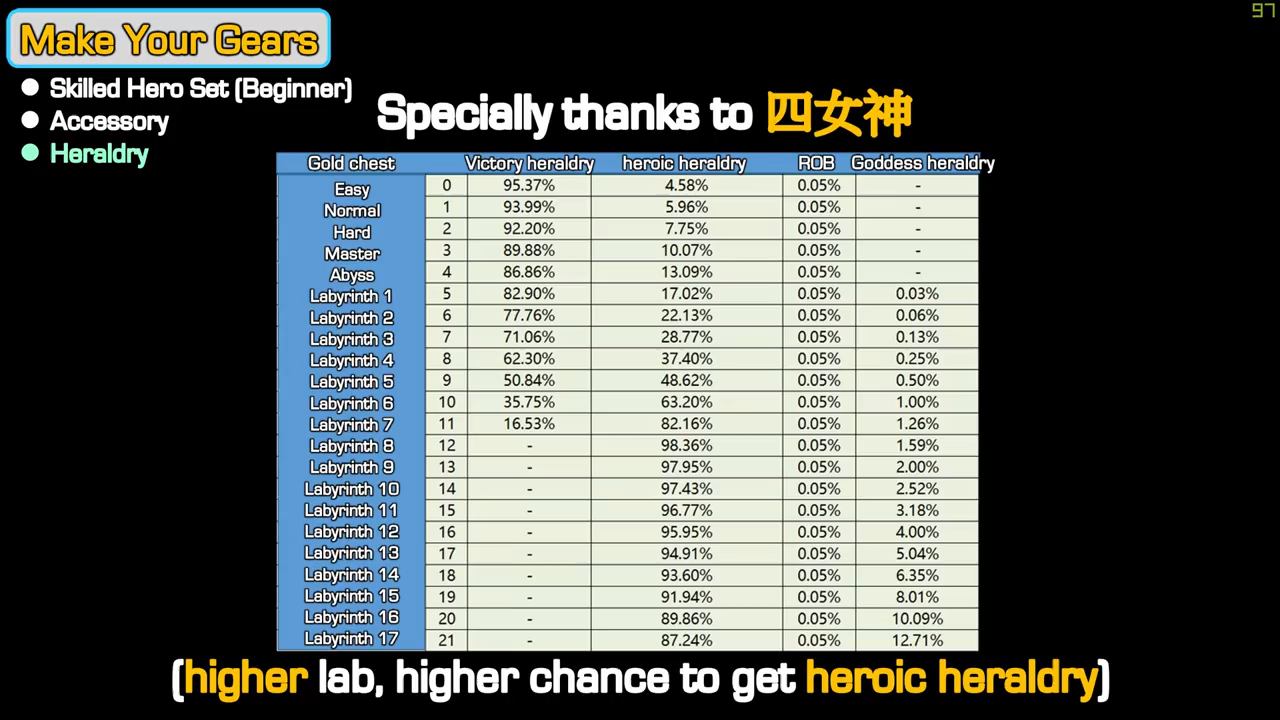 97
Make Your Gears
Skilled Hero Set (Beginner)
Accessory
Heraldry
Specially thanks to 四女神
Gold chest Victory heraldry heroic heraldry ROB Goddess heraldry
Easy 0 95.37% 4.58% 0.05% -
Normal 1 93.99% 5.96% 0.05% -
Hard 2 92.20% 7.75% 0.05% -
Master 3 89.88% 10.07% 0.05% -
Abyss 4 86.86% 13.09% 0.05% -
Labyrinth 1 5 82.90% 17.02% 0.05% 0.03%
Labyrinth 2 6 77.76% 22.13% 0.05% 0.06%
Labyrinth 3 7 71.06% 28.77% 0.05% 0.13%
Labyrinth 4 8 62.30% 37.40% 0.05% 0.25%
Labyrinth 5 9 50.84% 48.62% 0.05% 0.50%
Labyrinth 6 10 35.75% 63.20% 0.05% 1.00%
Labyrinth 7 11 16.53% 82.16% 0.05% 1.26%
Labyrinth 8 12 - 98.36% 0.05% 1.59%
Labyrinth 9 13 - 97.95% 0.05% 2.00%
Labyrinth 10 14 - 97.43% 0.05% 2.52%
Labyrinth 11 15 - 96.77% 0.05% 3.18%
Labyrinth 12 16 - 95.95% 0.05% 4.00%
Labyrinth 13 17 - 94.91% 0.05% 5.04%
Labyrinth 14 18 - 93.60% 0.05% 6.35%
Labyrinth 15 19 - 91.94% 0.05% 8.01%
Labyrinth 16 20 - 89.86% 0.05% 10.09%
Labyrinth 17 21 - 87.24% 0.05% 12.71%
(higher lab, higher chance to get heroic heraldry)